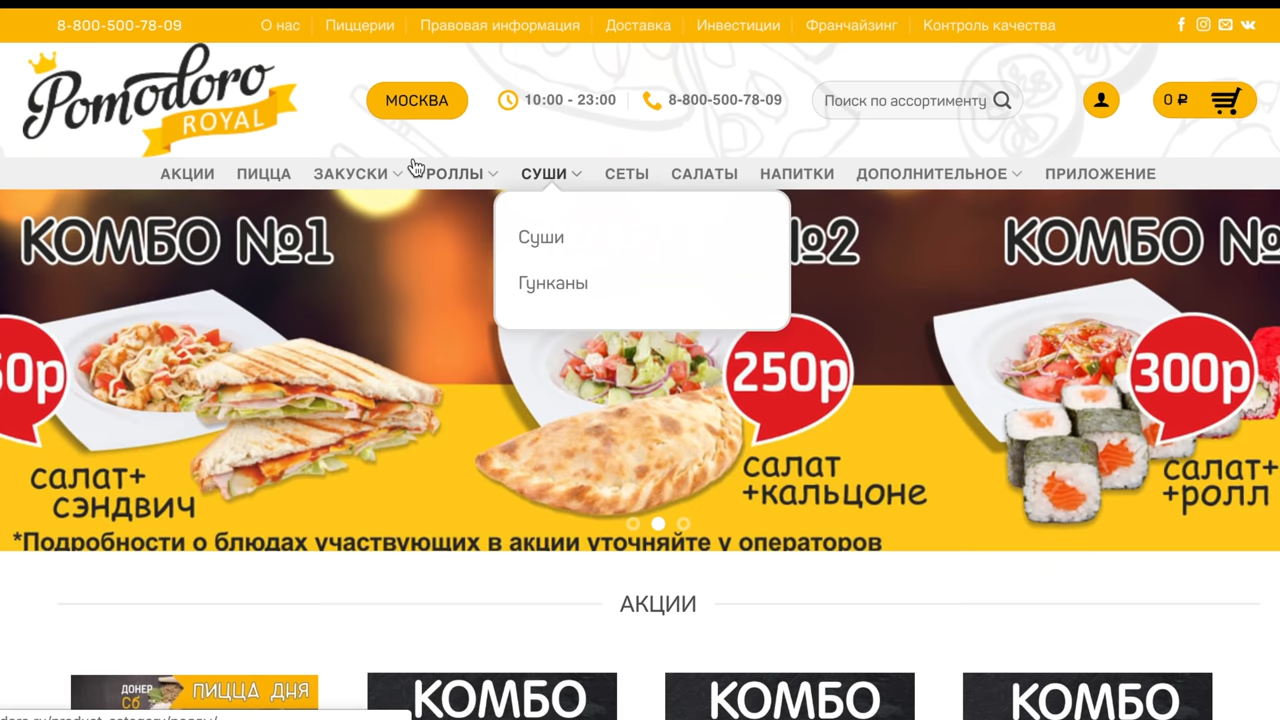 8-800-500-78-09 О нас Пиццерии Правовая информация Доставка Инвестиции Франчайзинг Контроль качества
Pomodoro
ROYAL
МОСКВА 10:00 - 23:00 8-800-500-78-09 Поиск по ассортименту 0 ₽
АКЦИИ ПИЦЦА ЗАКУСКИ РОЛЛЫ СУШИ СЕТЫ САЛАТЫ НАПИТКИ ДОПОЛНИТЕЛЬНОЕ ПРИЛОЖЕНИЕ
Суши
Гунканы
КОМБО №1 №2 КОМБО №
50р 250р 300р
салат+
сэндвич
салат
+кальцоне
салат+
+ролл
*Подробности о блюдах участвующих в акции уточняйте у операторов
АКЦИИ
ДОНЕР
Сб
ПИЦЦА ДНЯ
КОМБО КОМБО КОМБО